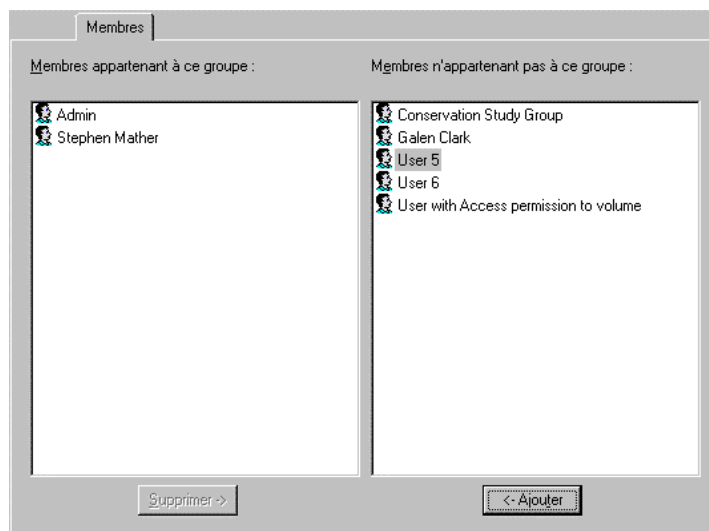 Membres
Membres appartenant à ce groupe :
Admin
Stephen Mather
Supprimer ->
Membres n'appartenant pas à ce groupe :
Conservation Study Group
Galen Clark
User 5
User 6
User with Access permission to volume
<- Ajouter